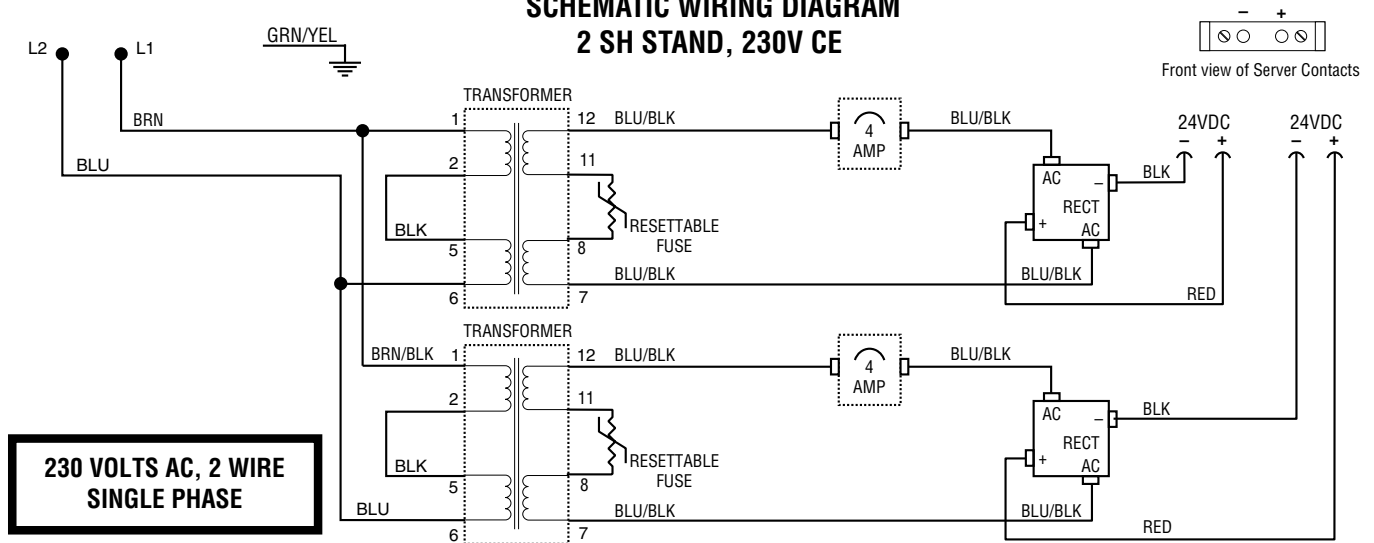 SCHEMATIC WIRING DIAGRAM
2 SH STAND, 230V CE
– +
Front view of Server Contacts
L2
L1
GRN/YEL
BRN
BLU
TRANSFORMER
1
2
BLK
5
6
12
11
8
7
BLU/BLK
RESETTABLE
FUSE
BLU/BLK
4
AMP
BLU/BLK
AC
–
RECT
+
AC
BLU/BLK
BLK
RED
24VDC
– +
24VDC
– +
TRANSFORMER
BRN/BLK
1
2
BLK
5
BLU
6
12
11
8
7
BLU/BLK
RESETTABLE
FUSE
BLU/BLK
4
AMP
BLU/BLK
AC
–
RECT
+
AC
BLU/BLK
BLK
RED
230 VOLTS AC, 2 WIRE
SINGLE PHASE